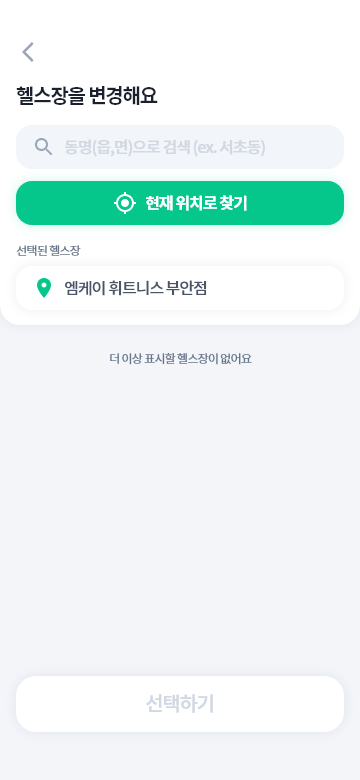 헬스장을 변경해요
동명(읍,면)으로 검색 (ex. 서초동)
현재 위치로 찾기
선택된 헬스장
엠케이 휘트니스 부안점
더 이상 표시할 헬스장이 없어요
선택하기